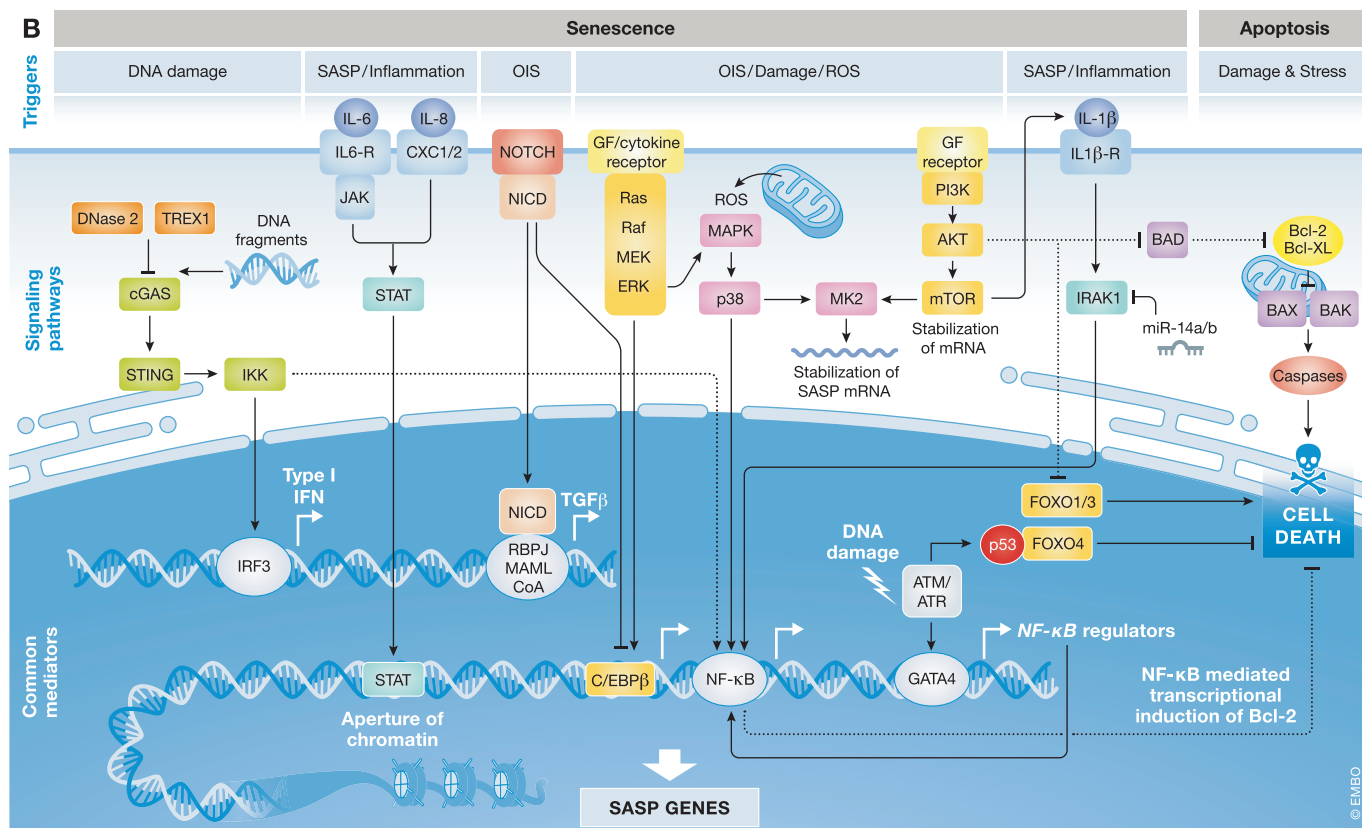 B
Senescence
Apoptosis
Triggers
DNA damage
SASP/Inflammation
OIS
OIS/Damage/ROS
SASP/Inflammation
Damage & Stress
Signaling
pathways
IL-6
IL6-R
JAK
IL-8
CXC1/2
STAT
NOTCH
NICD
GF/cytokine
receptor
Ras
Raf
MEK
ERK
ROS
MAPK
p38
MK2
Stabilization of
SASP mRNA
GF
receptor
PI3K
AKT
mTOR
Stabilization
of mRNA
IL-1β
IL1β-R
IRAK1
miR-14a/b
BAD
Bcl-2
Bcl-XL
BAX
BAK
Caspases
DNase 2
TREX1
DNA
fragments
cGAS
STING
IKK
Common
mediators
Type I
IFN
IRF3
NICD
TGFβ
RBPJ
MAML
CoA
DNA
damage
ATM/
ATR
p53
FOXO4
FOXO1/3
CELL
DEATH
STAT
Aperture of
chromatin
C/EBPβ
NF-κB
GATA4
NF-κB regulators
NF-κB mediated
transcriptional
induction of Bcl-2
SASP GENES
© EMBO